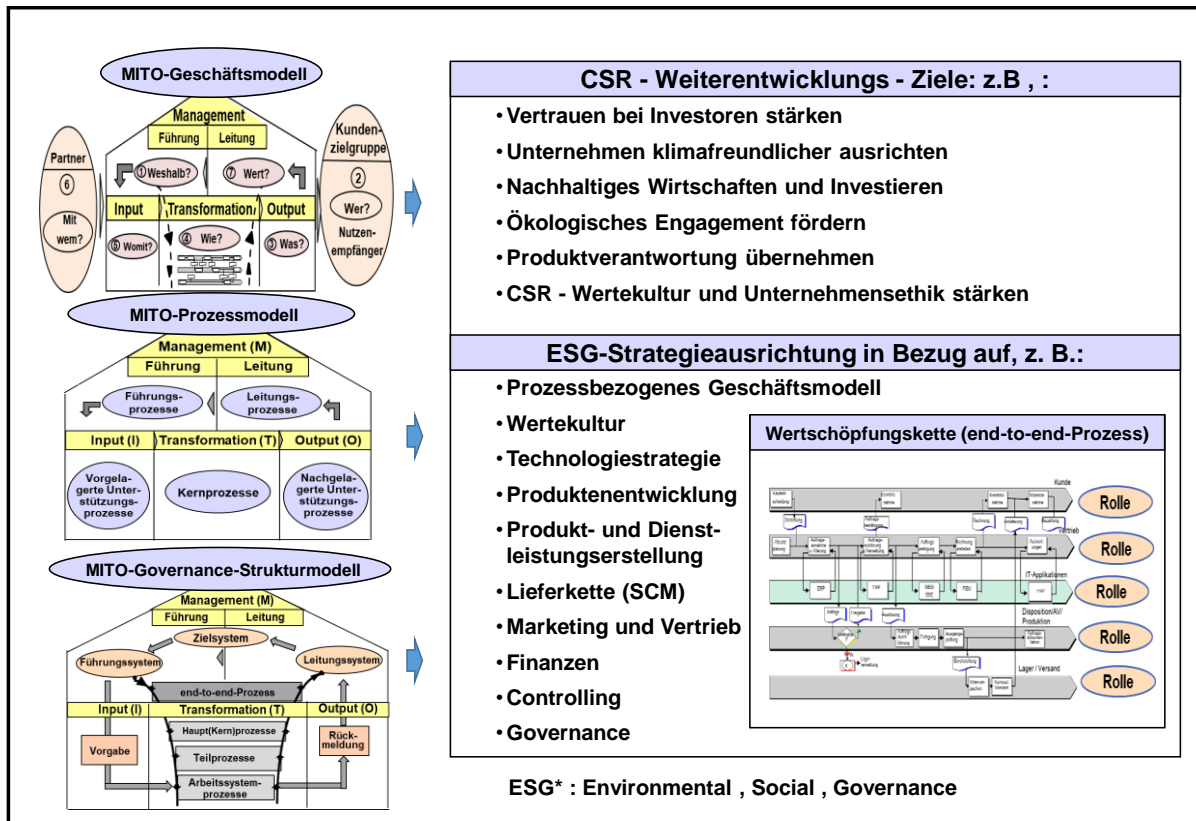 MITO-Geschäftsmodell
Management
Führung Leitung
Partner
⑥
Mit
wem?
① Weshalb?
⑦ Wert?
Kunden-
zielgruppe
②
Wer?
Nutzen-
empfänger
Input Transformation Output
⑤ Womit?
④ Wie?
③ Was?
MITO-Prozessmodell
Management (M)
Führung Leitung
Führungs-
prozesse
Leitungs-
prozesse
Input (I) Transformation (T) Output (O)
Vorgela-
gerte Unter-
stützungs-
prozesse
Kernprozesse
Nachgela-
gerte Unter-
stützungs-
prozesse
MITO-Governance-Strukturmodell
Management (M)
Führung Leitung
Zielsystem
Führungssystem
Leitungssystem
end-to-end-Prozess
Input (I) Transformation (T) Output (O)
Haupt(Kern)prozesse
Vorgabe
Rück-
meldung
Teilprozesse
Arbeitssystem-
prozesse
CSR - Weiterentwicklungs - Ziele: z.B , :
• Vertrauen bei Investoren stärken
• Unternehmen klimafreundlicher ausrichten
• Nachhaltiges Wirtschaften und Investieren
• Ökologisches Engagement fördern
• Produktverantwortung übernehmen
• CSR - Wertekultur und Unternehmensethik stärken
ESG-Strategieausrichtung in Bezug auf, z. B.:
• Prozessbezogenes Geschäftsmodell
• Wertekultur
• Technologiestrategie
• Produktenentwicklung
• Produkt- und Dienst-
leistungserstellung
• Lieferkette (SCM)
• Marketing und Vertrieb
• Finanzen
• Controlling
• Governance
Wertschöpfungskette (end-to-end-Prozess)
Kunde
Rolle
Vertrieb
Rolle
IT-Applikationen
ERP
Rolle
Disposition/AV/
Produktion
Rolle
Lager / Versand
Rolle
ESG* : Environmental , Social , Governance